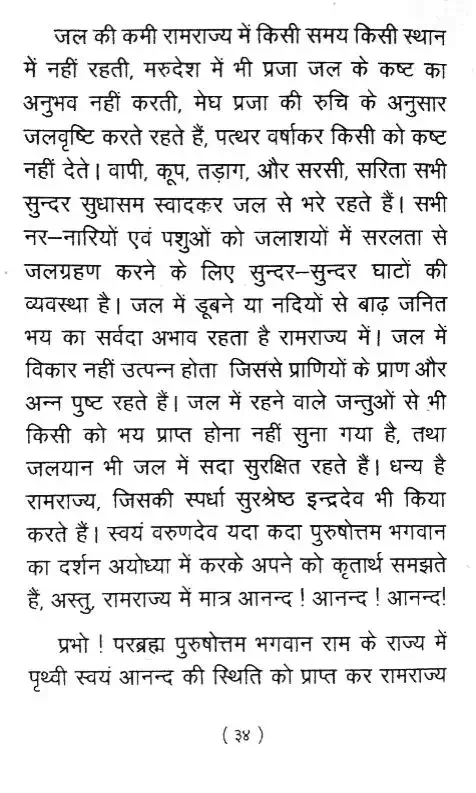 जल की कमी रामराज्य में किसी समय किसी स्थान
में नहीं रहती, मरुदेश में भी प्रजा जल के कष्ट का
अनुभव नहीं करती, मेघ प्रजा की रुचि के अनुसार
जलवृष्टि करते रहते हैं, पत्थर वर्षाकर किसी को कष्ट
नहीं देते। वापी, कूप, तड़ाग, और सरसी, सरिता सभी
सुन्दर सुधासम स्वादकर जल से भरे रहते हैं। सभी
नर–नारियों एवं पशुओं को जलाशयों में सरलता से
जलग्रहण करने के लिए सुन्दर–सुन्दर घाटों की
व्यवस्था है। जल में डूबने या नदियों से बाढ़ जनित
भय का सर्वदा अभाव रहता है रामराज्य में। जल में
विकार नहीं उत्पन्न होता जिससे प्राणियों के प्राण और
अन्न पुष्ट रहते हैं। जल में रहने वाले जन्तुओं से भी
किसी को भय प्राप्त होना नहीं सुना गया है, तथा
जलयान भी जल में सदा सुरक्षित रहते हैं। धन्य है
रामराज्य, जिसकी स्पर्धा सुरश्रेष्ठ इन्द्रदेव भी किया
करते हैं। स्वयं वरुणदेव यदा कदा पुरुषोत्तम भगवान
का दर्शन अयोध्या में करके अपने को कृतार्थ समझते
हैं, अस्तु, रामराज्य में मात्र आनन्द ! आनन्द ! आनन्द!
प्रभो ! परब्रह्म पुरुषोत्तम भगवान राम के राज्य में
पृथ्वी स्वयं आनन्द की स्थिति को प्राप्त कर रामराज्य
( ३४ )